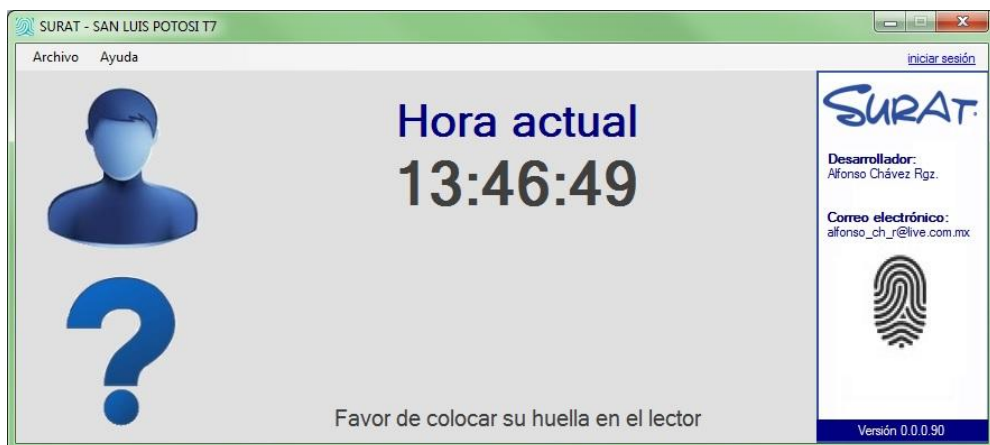 SURAT - SAN LUIS POTOSI T7
Archivo Ayuda
iniciar sesión
Hora actual
13:46:49
Favor de colocar su huella en el lector
SURAT.
Desarrollador:
Alfonso Chávez Rgz.
Correo electrónico:
alfonso_ch_r@live.com.mx
Versión 0.0.0.90